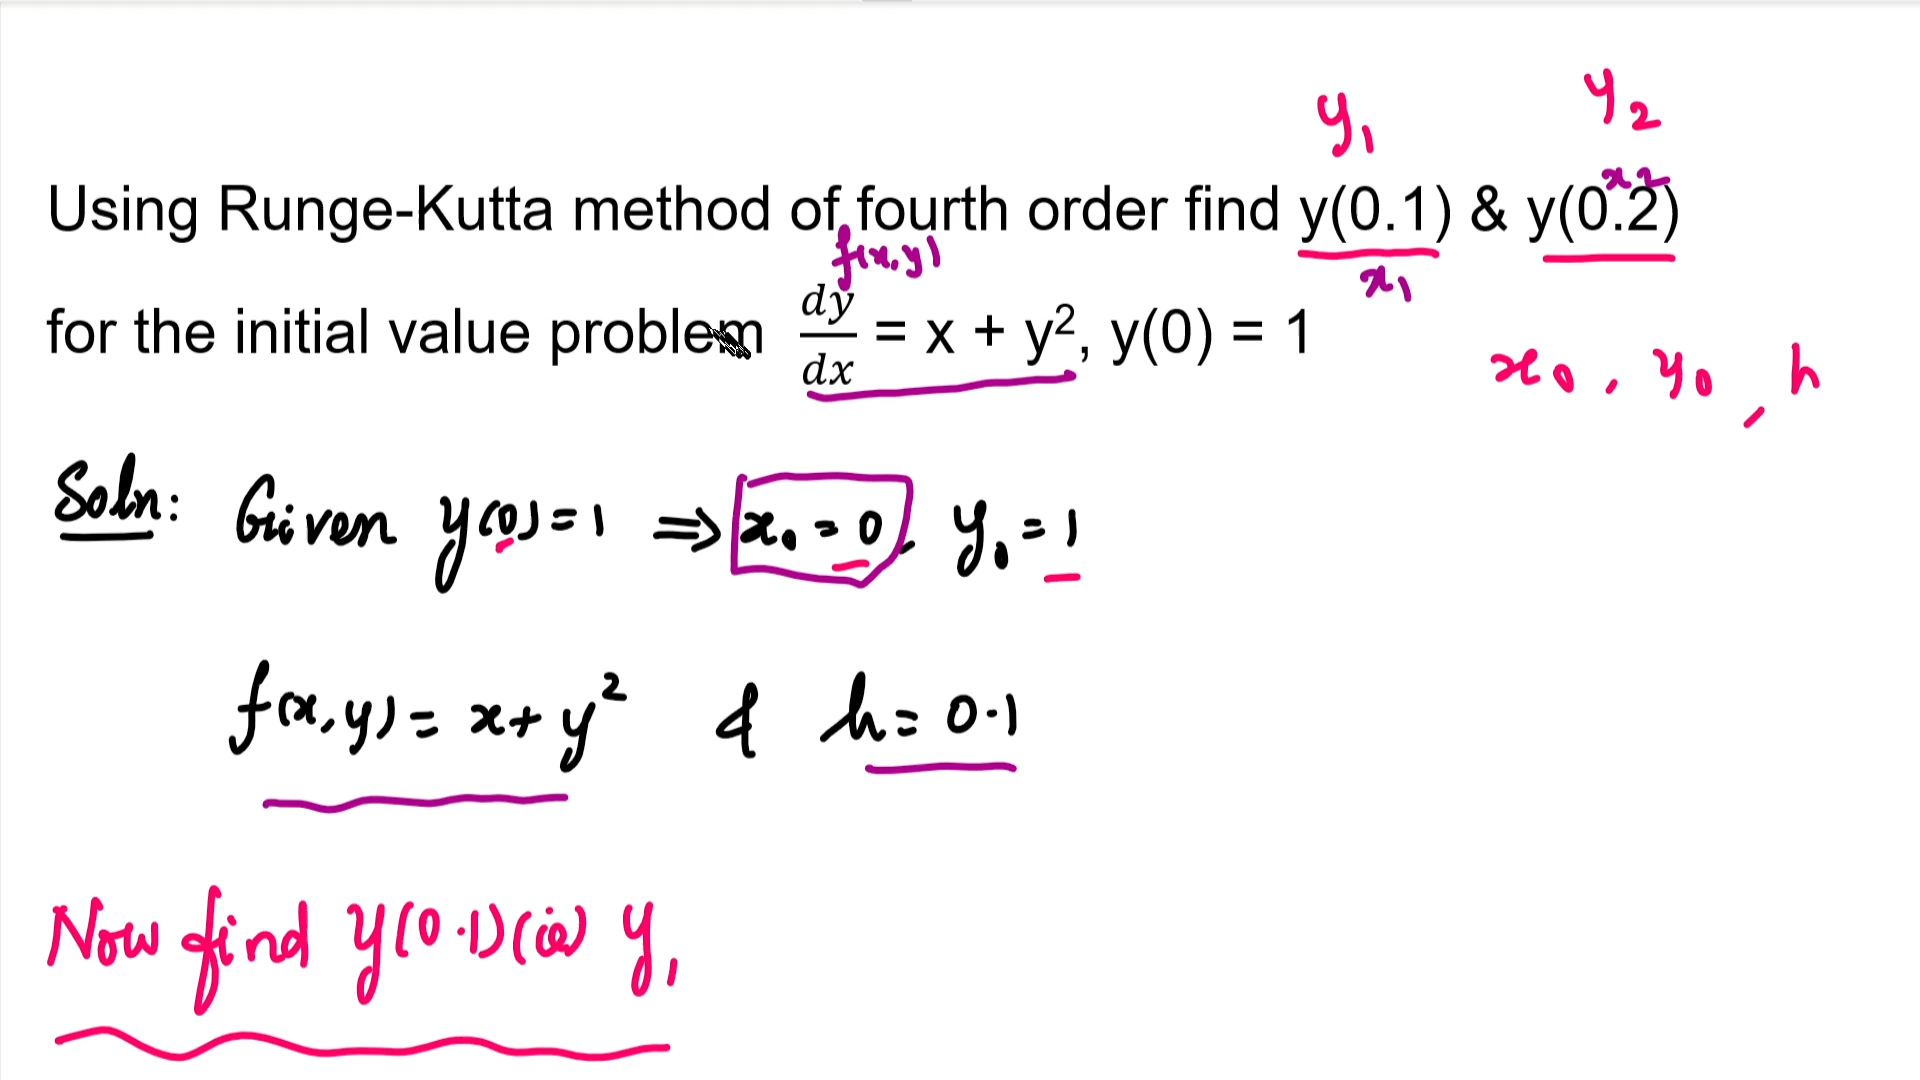 y₁ y₂
Using Runge-Kutta method of fourth order find y(0.1) & y(0.2)
f(x,y) x₁ x₂
for the initial value problem dy/dx = x + y², y(0) = 1
x₀, y₀, h
Soln: Given y(0)=1 ⇒ x₀ = 0, y₀ = 1
f(x,y) = x+y² & h= 0.1
Now find y(0.1)(ie) y₁